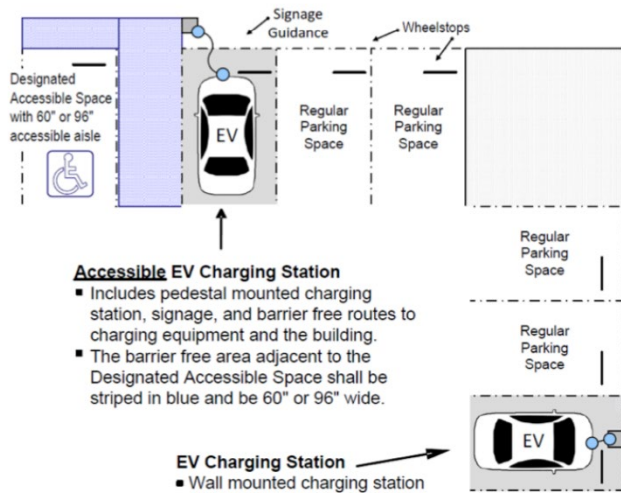 Signage
Guidance
Wheelstops
Designated
Accessible Space
with 60" or 96"
accessible aisle
EV
Regular
Parking
Space
Regular
Parking
Space
Regular
Parking
Space
Accessible EV Charging Station
▪ Includes pedestal mounted charging
station, signage, and barrier free routes to
charging equipment and the building.
▪ The barrier free area adjacent to the
Designated Accessible Space shall be
striped in blue and be 60" or 96" wide.
Regular
Parking
Space
EV
EV Charging Station
▪ Wall mounted charging station